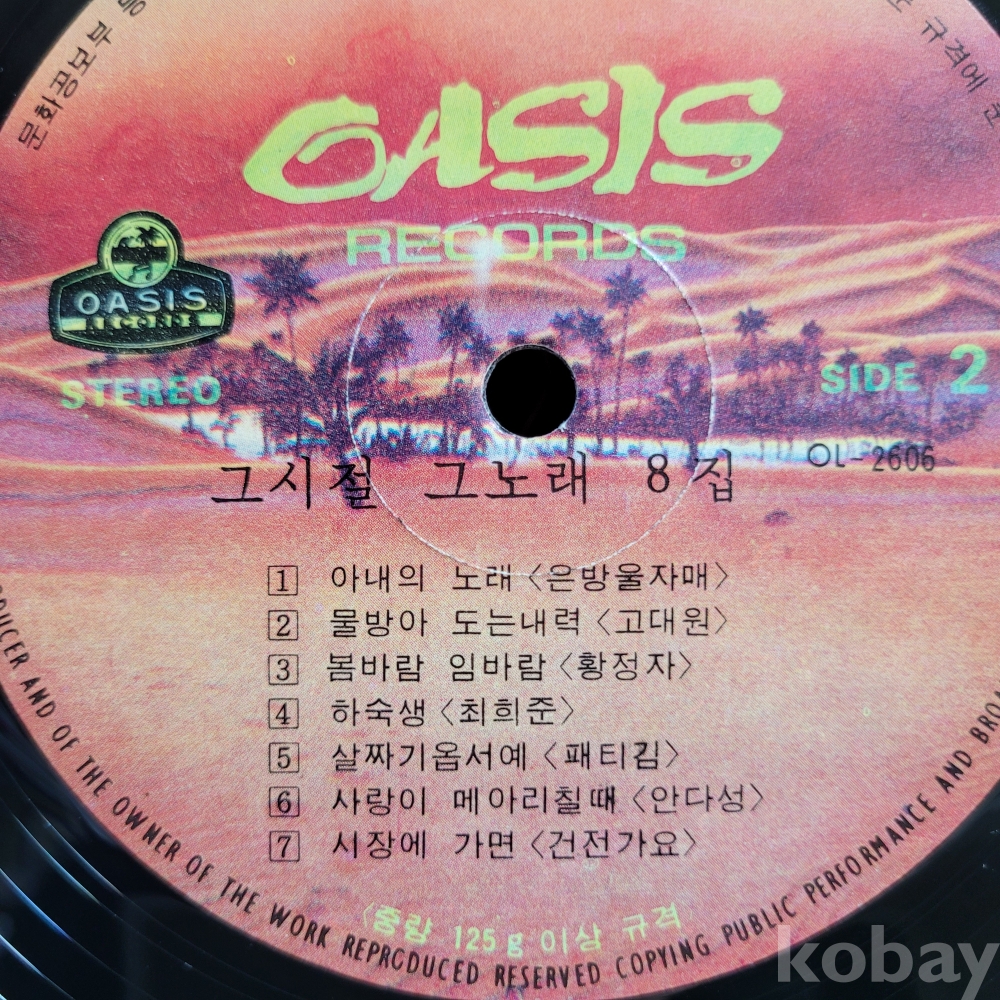 문화공보부 등
규격에
OASIS
RECORDS
OASIS
RECORDS
STEREO
SIDE 2
OL-2606
그시절 그노래 8집
1 아내의 노래〈은방울자매〉
2 물방아 도는내력〈고대원〉
3 봄바람 임바람〈황정자〉
4 하숙생〈최희준〉
5 살짜기옵서예〈패티김〉
6 사랑이 메아리칠때〈안다성〉
7 시장에 가면〈건전가요〉
〈중량 125g 이상 규격
AND OF THE OWNER OF THE WORK REPRODUCED RESERVED COPYING PUBLIC PERFORMANCE AND
kobay